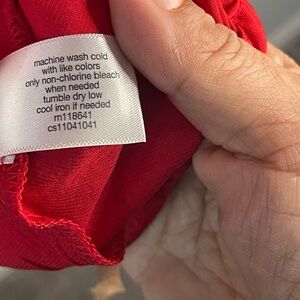 machine wash cold
with like colors
only non-chlorine bleach
when needed
tumble dry low
cool iron if needed
rn118641
cs11041041